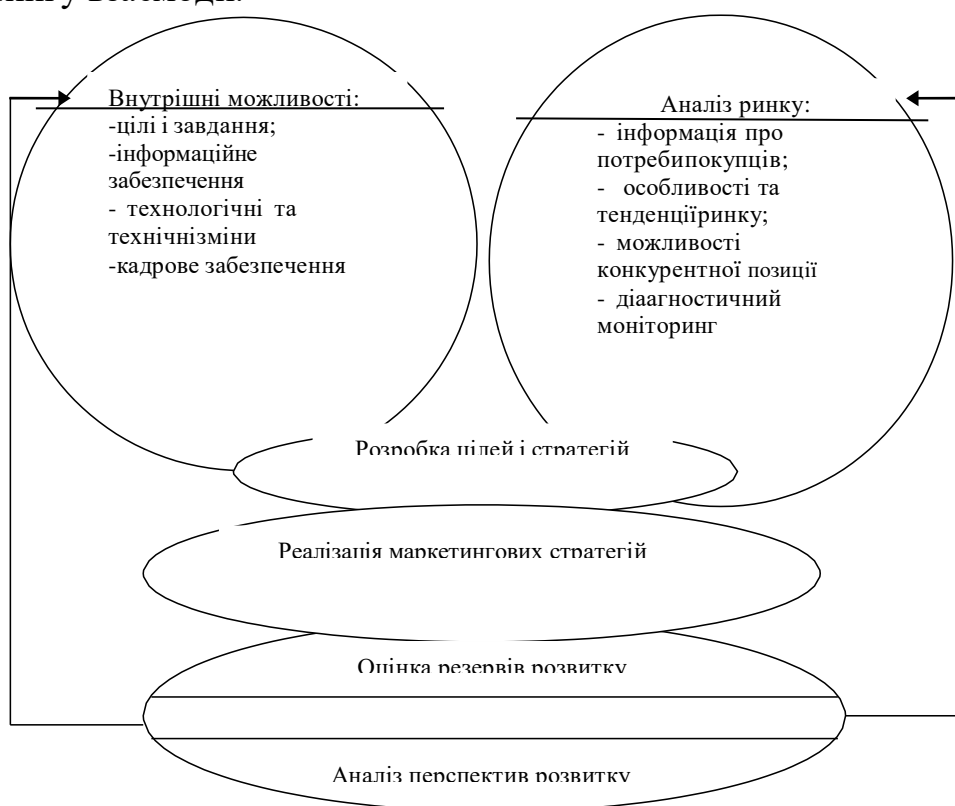 Внутрішні можливості:
-цілі і завдання;
-інформаційне
забезпечення
- технологічні та
технічнізміни
-кадрове забезпечення
Аналіз ринку:
- інформація про
потребипокупців;
- особливості та
тенденціїринку;
- можливості
конкурентної позиції
- діаагностичний
моніторинг
Розробка цілей і стратегій
Реалізація маркетингових стратегій
Оцінка резервів розвитку
Аналіз перспектив розвитку